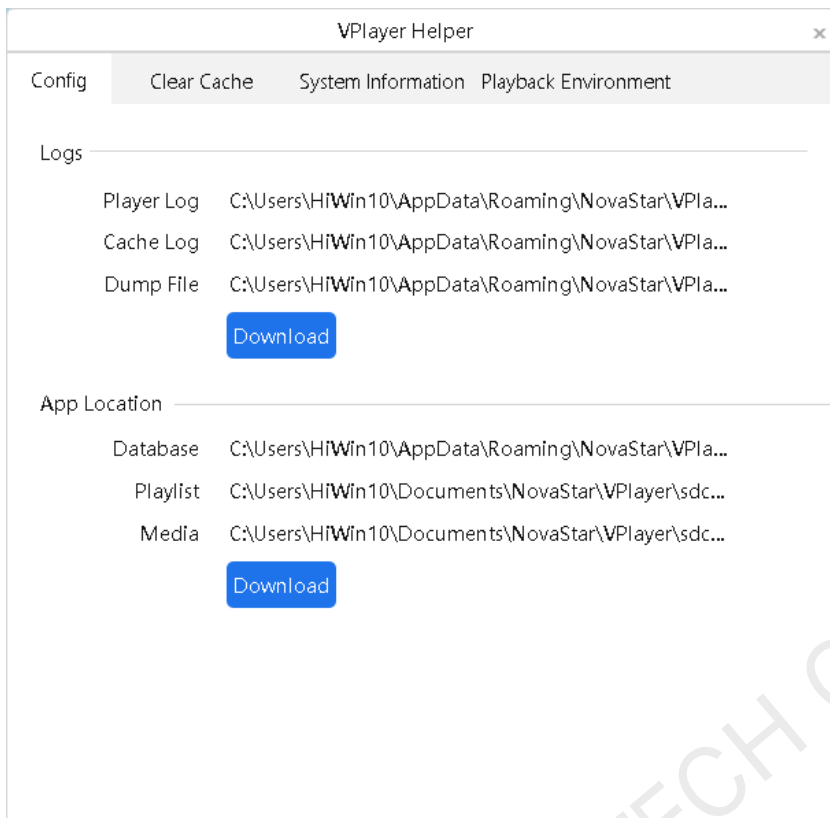 VPlayer Helper
Config Clear Cache System Information Playback Environment
Logs
Player Log C:\Users\HiWin10\AppData\Roaming\NovaStar\VPla...
Cache Log C:\Users\HiWin10\AppData\Roaming\NovaStar\VPla...
Dump File C:\Users\HiWin10\AppData\Roaming\NovaStar\VPla...
Download
App Location
Database C:\Users\HiWin10\AppData\Roaming\NovaStar\VPla...
Playlist C:\Users\HiWin10\Documents\NovaStar\VPlayer\sdc...
Media C:\Users\HiWin10\Documents\NovaStar\VPlayer\sdc...
Download